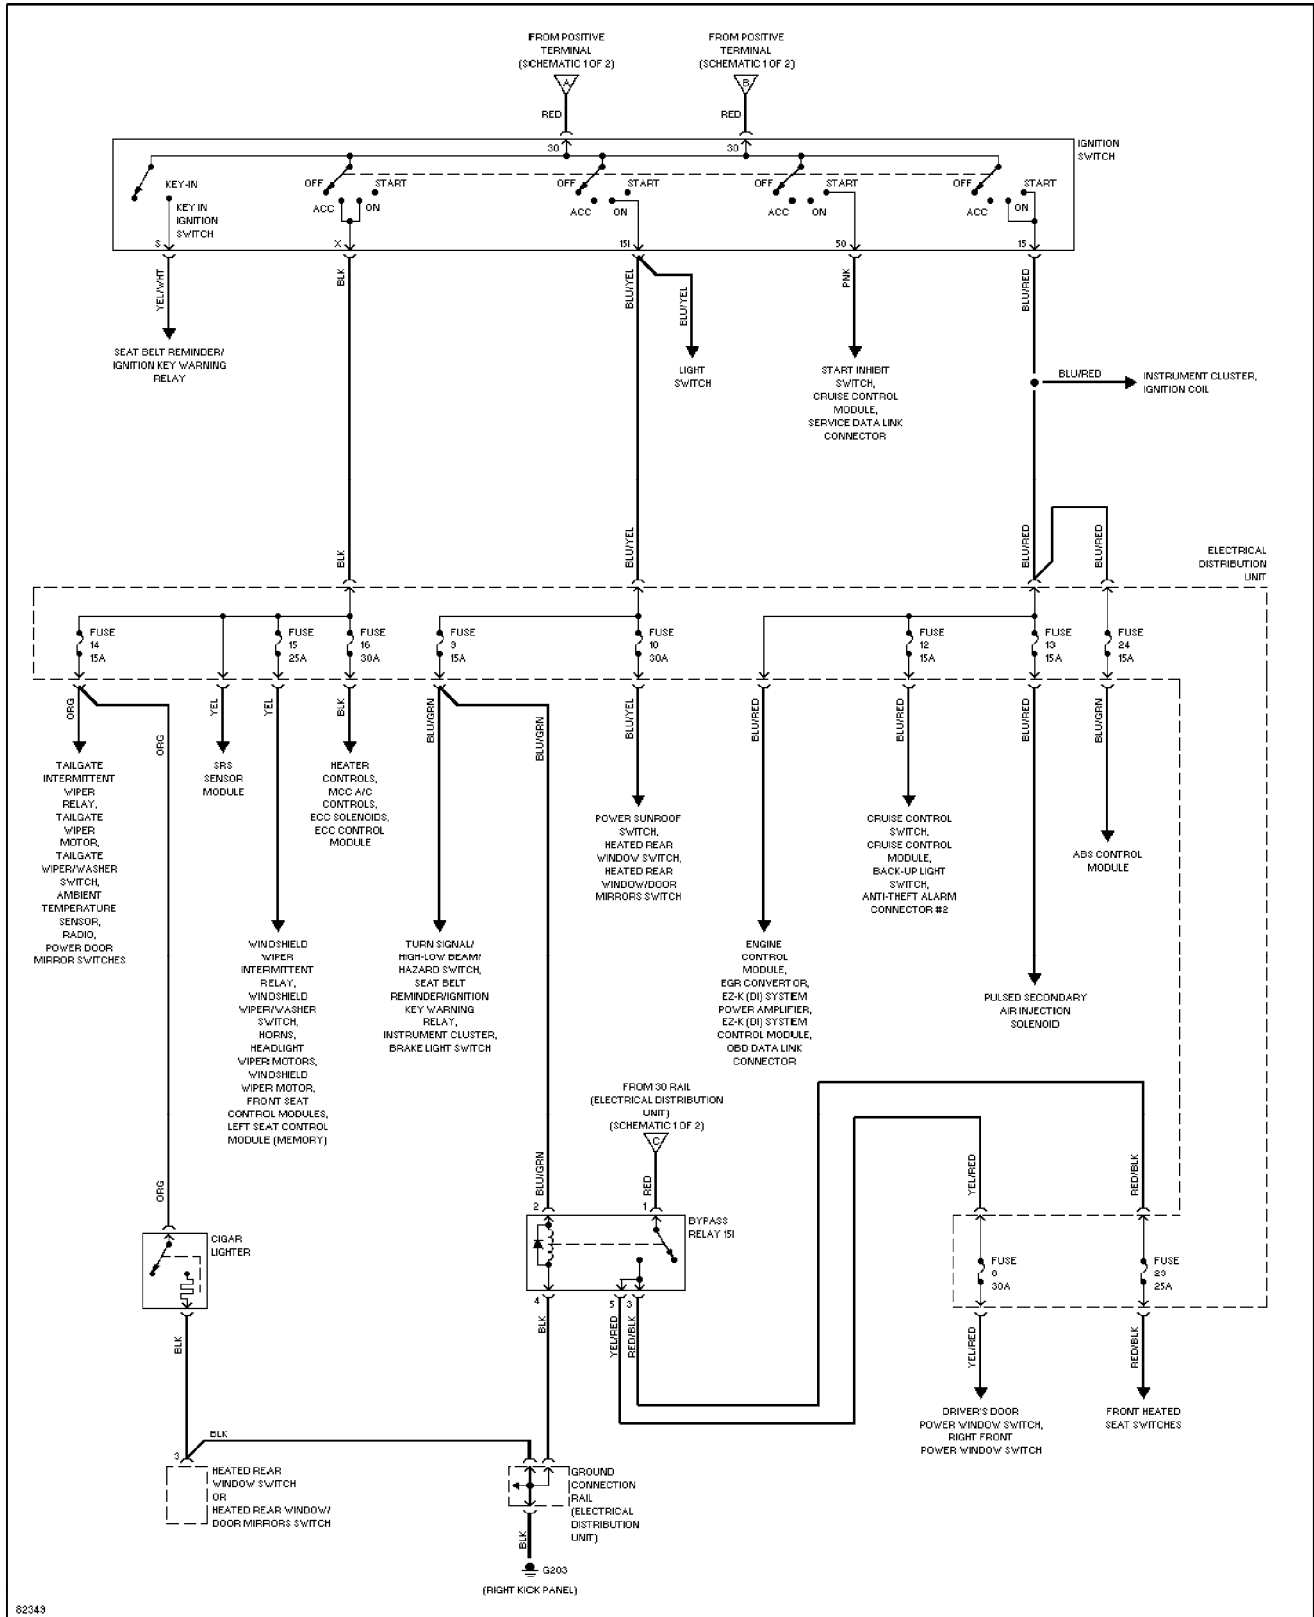 FROM POSITIVE
TERMINAL
(SCHEMATIC 1 OF 2)
A
RED
FROM POSITIVE
TERMINAL
(SCHEMATIC 1 OF 2)
B
RED
IGNITION
SWITCH
30
30
KEY-IN
KEY IN
IGNITION
SWITCH
OFF
START
ACC
ON
OFF
START
ACC
ON
OFF
START
ACC
ON
OFF
START
ACC
ON
S
X
15I
50
15
YEL/WHT
BLK
BLU/YEL
BLU/YEL
PNK
BLU/RED
SEAT BELT REMINDER/
IGNITION KEY WARNING
RELAY
LIGHT
SWITCH
START INHIBIT
SWITCH,
CRUISE CONTROL
MODULE,
SERVICE DATA LINK
CONNECTOR
BLU/RED
INSTRUMENT CLUSTER,
IGNITION COIL
BLK
BLU/YEL
BLU/RED
BLU/RED
ELECTRICAL
DISTRIBUTION
UNIT
FUSE
14
15A
FUSE
15
25A
FUSE
16
30A
FUSE
9
15A
FUSE
10
30A
FUSE
12
15A
FUSE
13
15A
FUSE
24
15A
ORG
ORG
YEL
YEL
BLK
BLU/GRN
BLU/GRN
BLU/YEL
BLU/RED
BLU/RED
BLU/RED
BLU/GRN
TAILGATE
INTERMITTENT
WIPER
RELAY,
TAILGATE
WIPER
MOTOR,
TAILGATE
WIPER/WASHER
SWITCH,
AMBIENT
TEMPERATURE
SENSOR,
RADIO,
POWER DOOR
MIRROR SWITCHES
SRS
SENSOR
MODULE
HEATER
CONTROLS,
MCC A/C
CONTROLS,
ECC SOLENOIDS,
ECC CONTROL
MODULE
POWER SUNROOF
SWITCH,
HEATED REAR
WINDOW SWITCH,
HEATED REAR
WINDOW/DOOR
MIRRORS SWITCH
CRUISE CONTROL
SWITCH,
CRUISE CONTROL
MODULE,
BACK-UP LIGHT
SWITCH,
ANTI-THEFT ALARM
CONNECTOR #2
ABS CONTROL
MODULE
WINDSHIELD
WIPER
INTERMITTENT
RELAY,
WINDSHIELD
WIPER/WASHER
SWITCH,
HORNS,
HEADLIGHT
WIPER MOTORS,
WINDSHIELD
WIPER MOTOR,
FRONT SEAT
CONTROL MODULES,
LEFT SEAT CONTROL
MODULE (MEMORY)
TURN SIGNAL/
HIGH-LOW BEAM/
HAZARD SWITCH,
SEAT BELT
REMINDER/IGNITION
KEY WARNING
RELAY,
INSTRUMENT CLUSTER,
BRAKE LIGHT SWITCH
ENGINE
CONTROL
MODULE,
EGR CONVERTOR,
EZ-K (DI) SYSTEM
POWER AMPLIFIER,
EZ-K (DI) SYSTEM
CONTROL MODULE,
OBD DATA LINK
CONNECTOR
PULSED SECONDARY
AIR INJECTION
SOLENOID
FROM 30 RAIL
(ELECTRICAL DISTRIBUTION
UNIT)
(SCHEMATIC 1 OF 2)
C
ORG
BLU/GRN
RED
YEL/RED
RED/BLK
2
1
CIGAR
LIGHTER
BYPASS
RELAY 15I
FUSE
8
30A
FUSE
23
25A
4
5
3
BLK
BLK
YEL/RED
RED/BLK
YEL/RED
RED/BLK
DRIVER'S DOOR
POWER WINDOW SWITCH,
RIGHT FRONT
POWER WINDOW SWITCH
FRONT HEATED
SEAT SWITCHES
BLK
3
HEATED REAR
WINDOW SWITCH
OR
HEATED REAR WINDOW/
DOOR MIRRORS SWITCH
GROUND
CONNECTION
RAIL
(ELECTRICAL
DISTRIBUTION
UNIT)
BLK
G203
(RIGHT KICK PANEL)
82343